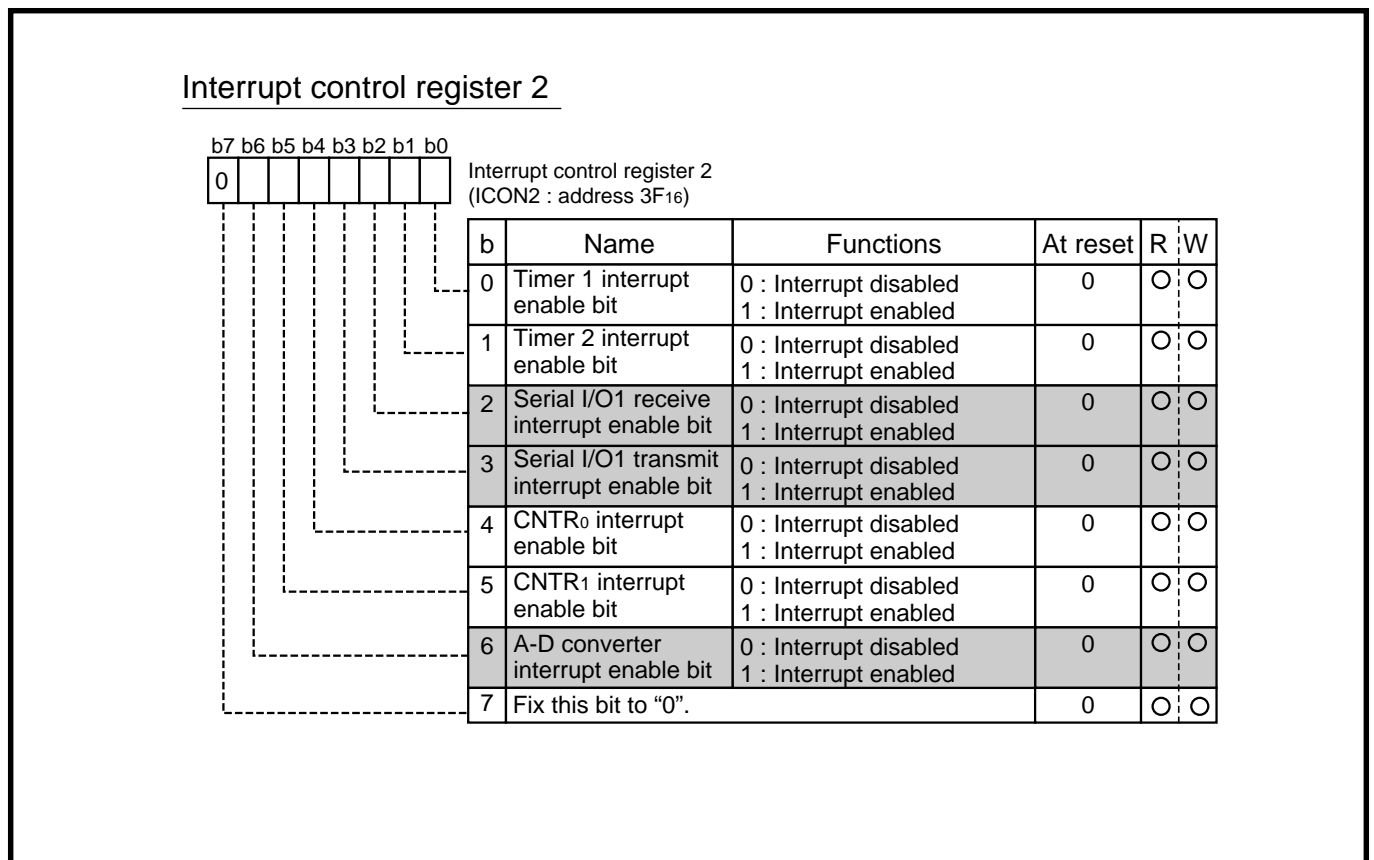 Interrupt control register 2
b7 b6 b5 b4 b3 b2 b1 b0
0
Interrupt control register 2
(ICON2 : address 3F16)
b Name Functions At reset R W
0 Timer 1 interrupt enable bit 0 : Interrupt disabled 0
1 : Interrupt enabled
1 Timer 2 interrupt enable bit 0 : Interrupt disabled 0
1 : Interrupt enabled
2 Serial I/O1 receive interrupt enable bit 0 : Interrupt disabled 0
1 : Interrupt enabled
3 Serial I/O1 transmit interrupt enable bit 0 : Interrupt disabled 0
1 : Interrupt enabled
4 CNTR0 interrupt enable bit 0 : Interrupt disabled 0
1 : Interrupt enabled
5 CNTR1 interrupt enable bit 0 : Interrupt disabled 0
1 : Interrupt enabled
6 A-D converter interrupt enable bit 0 : Interrupt disabled 0
1 : Interrupt enabled
7 Fix this bit to “0”. 0